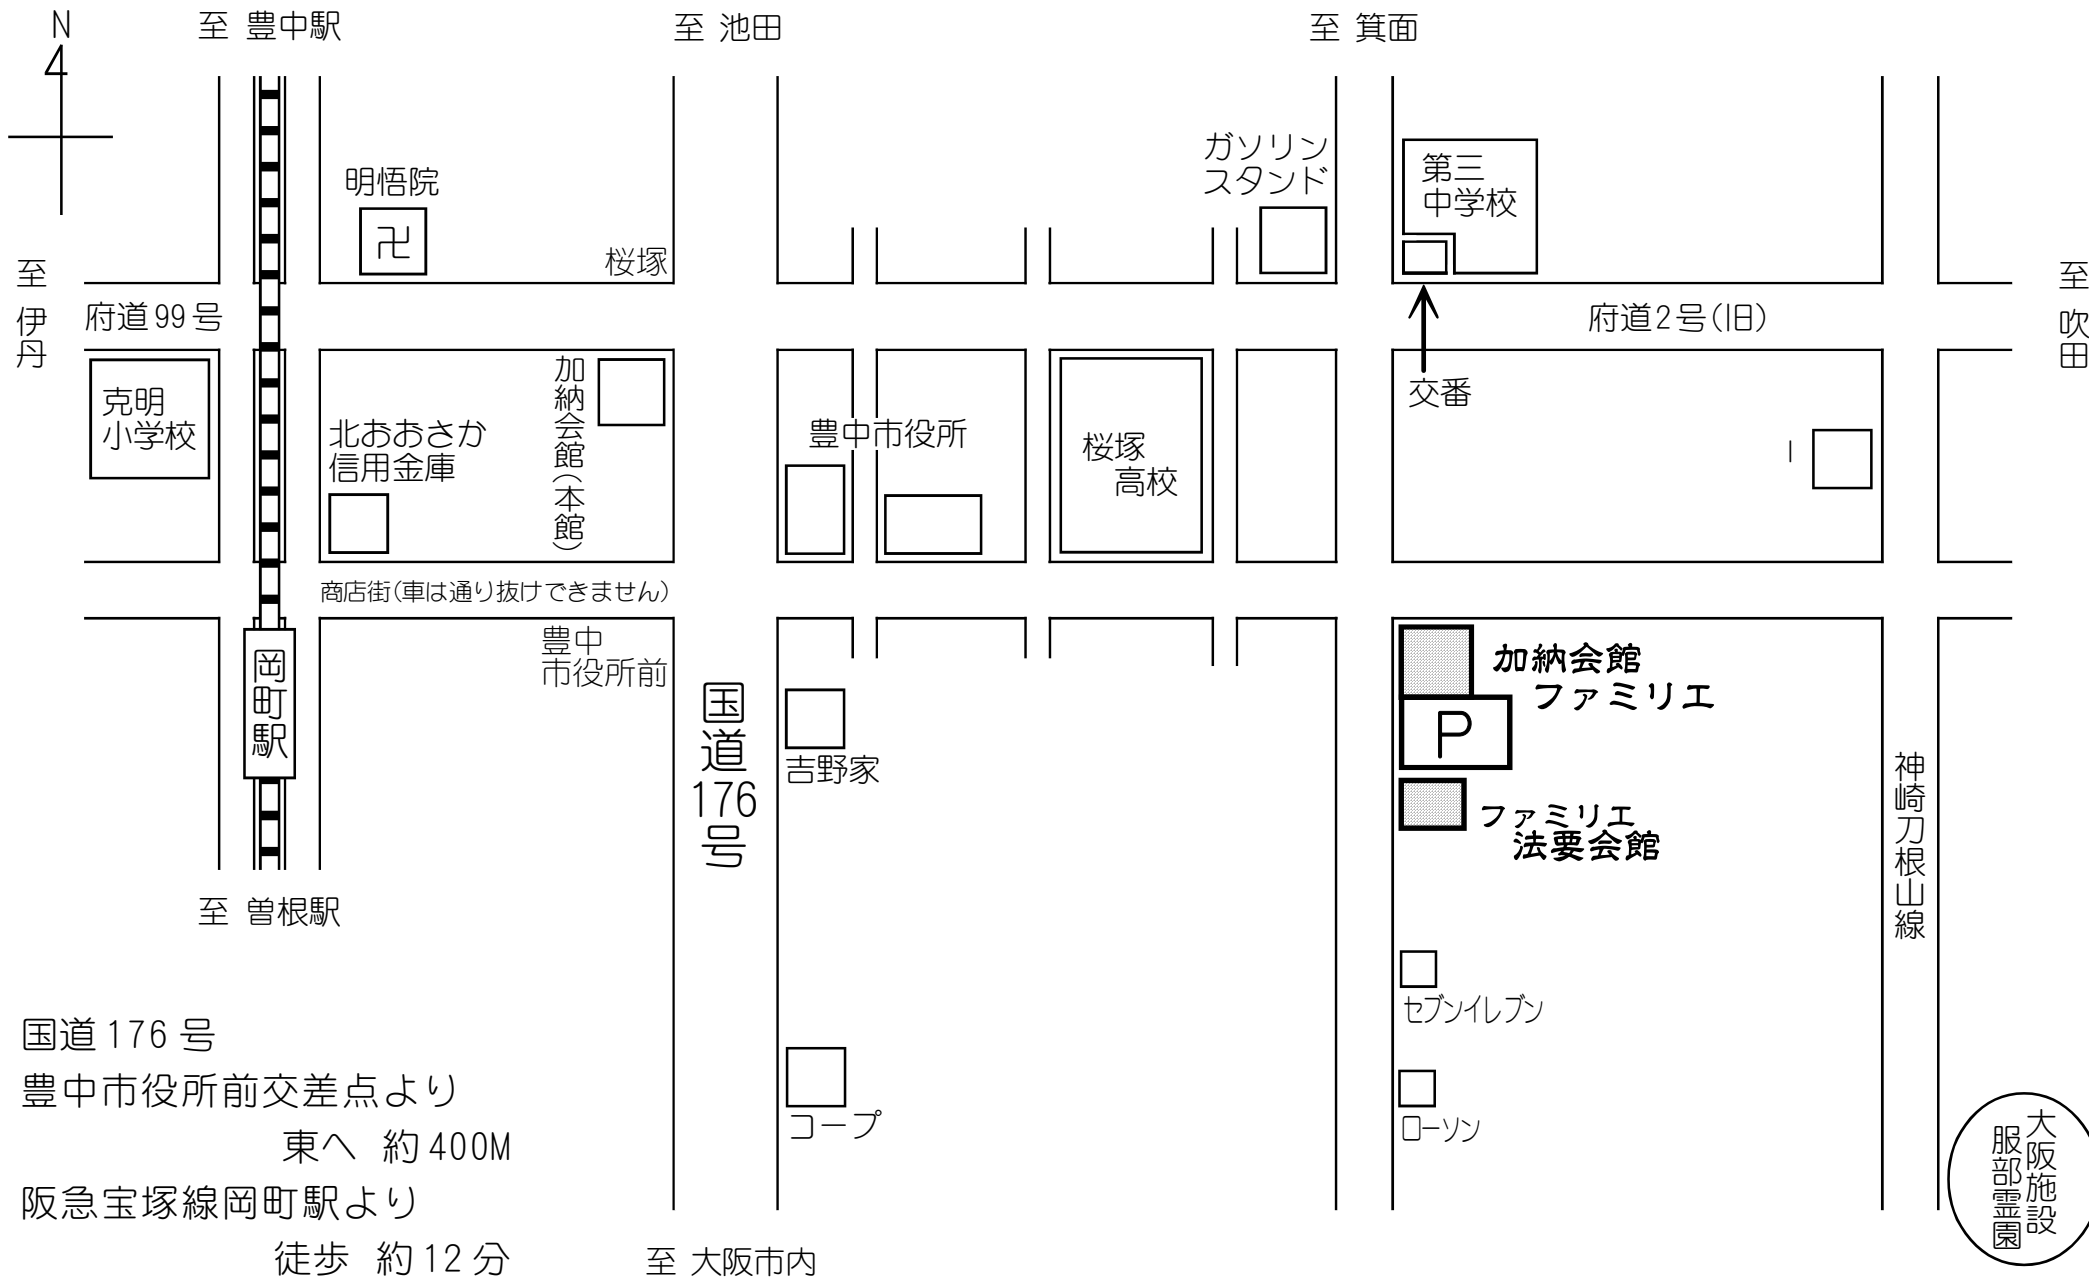 N
至 豊中駅
至 池田
至 箕面
ガソリン
スタンド
第三
中学校
明悟院
卍
桜塚
至 伊丹
至 吹田
府道99号
府道2号(旧)
克明
小学校
北おおさか
信用金庫
加納会館(本館)
豊中市役所
桜塚
高校
交番
商店街(車は通り抜けできません)
豊中
市役所前
岡町駅
国道176号
吉野家
加納会館
ファミリエ
P
ファミリエ
法要会館
神崎刀根山線
至 曽根駅
セブンイレブン
コープ
ローソン
大阪施設
服部霊園
国道176号
豊中市役所前交差点より
東へ 約400M
阪急宝塚線岡町駅より
徒歩 約12分
至 大阪市内